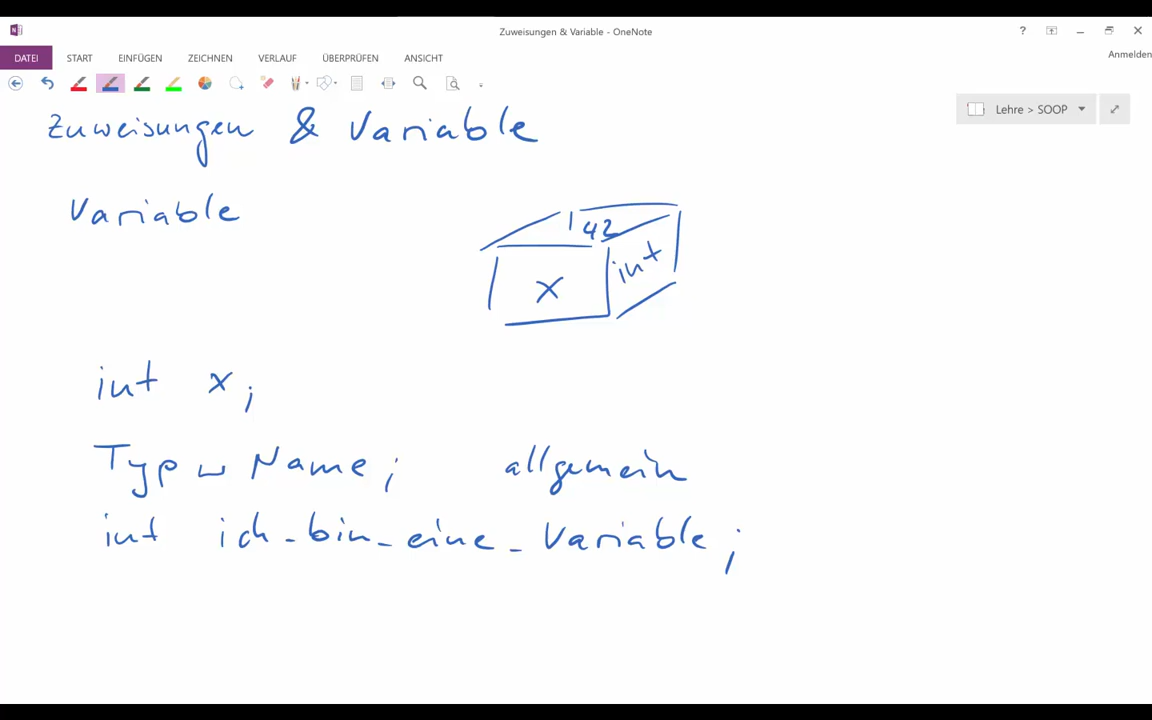 Zuweisungen & Variable - OneNote
?
DATEI START EINFÜGEN ZEICHNEN VERLAUF ÜBERPRÜFEN ANSICHT
Anmelden
Lehre > SOOP
Zuweisungen & Variable
Variable
42
x
int
int x;
Typ␣Name; allgemein
int ich_bin_eine_Variable;